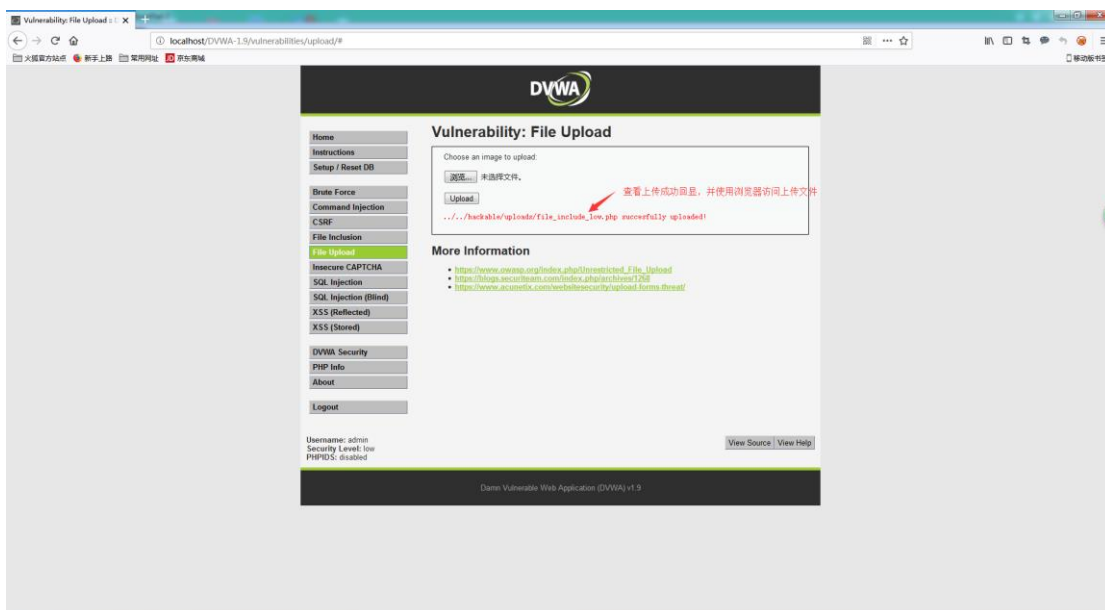 Vulnerability: File Upload :: D
localhost/DVWA-1.9/vulnerabilities/upload/#
火狐官方站点 新手上路 常用网址 JD 京东商城 移动版书签
DVWA
Home
Instructions
Setup / Reset DB
Brute Force
Command Injection
CSRF
File Inclusion
File Upload
Insecure CAPTCHA
SQL Injection
SQL Injection (Blind)
XSS (Reflected)
XSS (Stored)
DVWA Security
PHP Info
About
Logout
Username: admin
Security Level: low
PHPIDS: disabled
Vulnerability: File Upload
Choose an image to upload:
浏览... 未选择文件。
查看上传成功回显，并使用浏览器访问上传文件
Upload
../../hackable/uploads/file_include_low.php succesfully uploaded!
More Information
https://www.owasp.org/index.php/Unrestricted_File_Upload
https://blogs.securiteam.com/index.php/archives/1268
https://www.acunetix.com/websitesecurity/upload-forms-threat/
View Source View Help
Damn Vulnerable Web Application (DVWA) v1.9